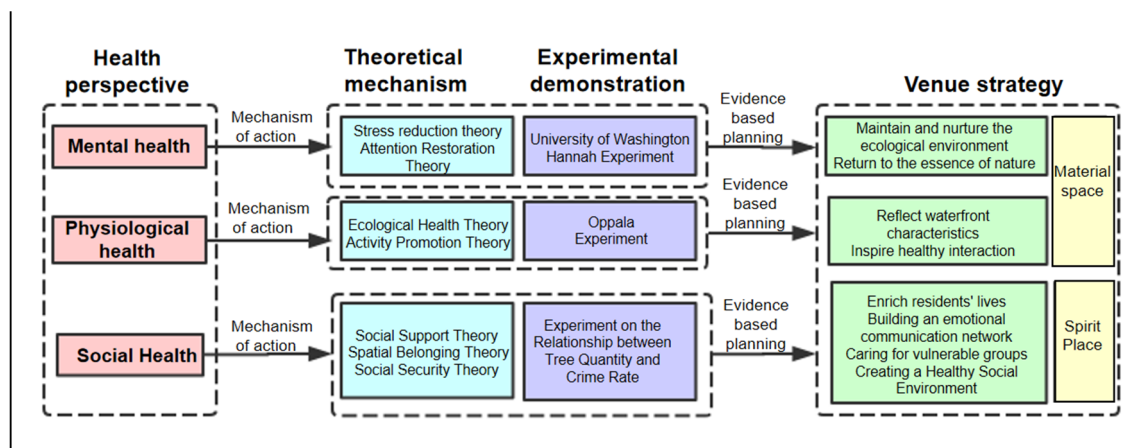 Health
perspective
Theoretical
mechanism
Experimental
demonstration
Venue strategy
Mental health
Mechanism
of action
Stress reduction theory
Attention Restoration
Theory
University of Washington
Hannah Experiment
Evidence
based
planning
Maintain and nurture the
ecological environment
Return to the essence of nature
Material
space
Physiological
health
Mechanism
of action
Ecological Health Theory
Activity Promotion Theory
Oppala
Experiment
Evidence
based
planning
Reflect waterfront
characteristics
Inspire healthy interaction
Social Health
Mechanism
of action
Social Support Theory
Spatial Belonging Theory
Social Security Theory
Experiment on the
Relationship between
Tree Quantity and
Crime Rate
Evidence
based
planning
Enrich residents' lives
Building an emotional
communication network
Caring for vulnerable groups
Creating a Healthy Social
Environment
Spirit
Place